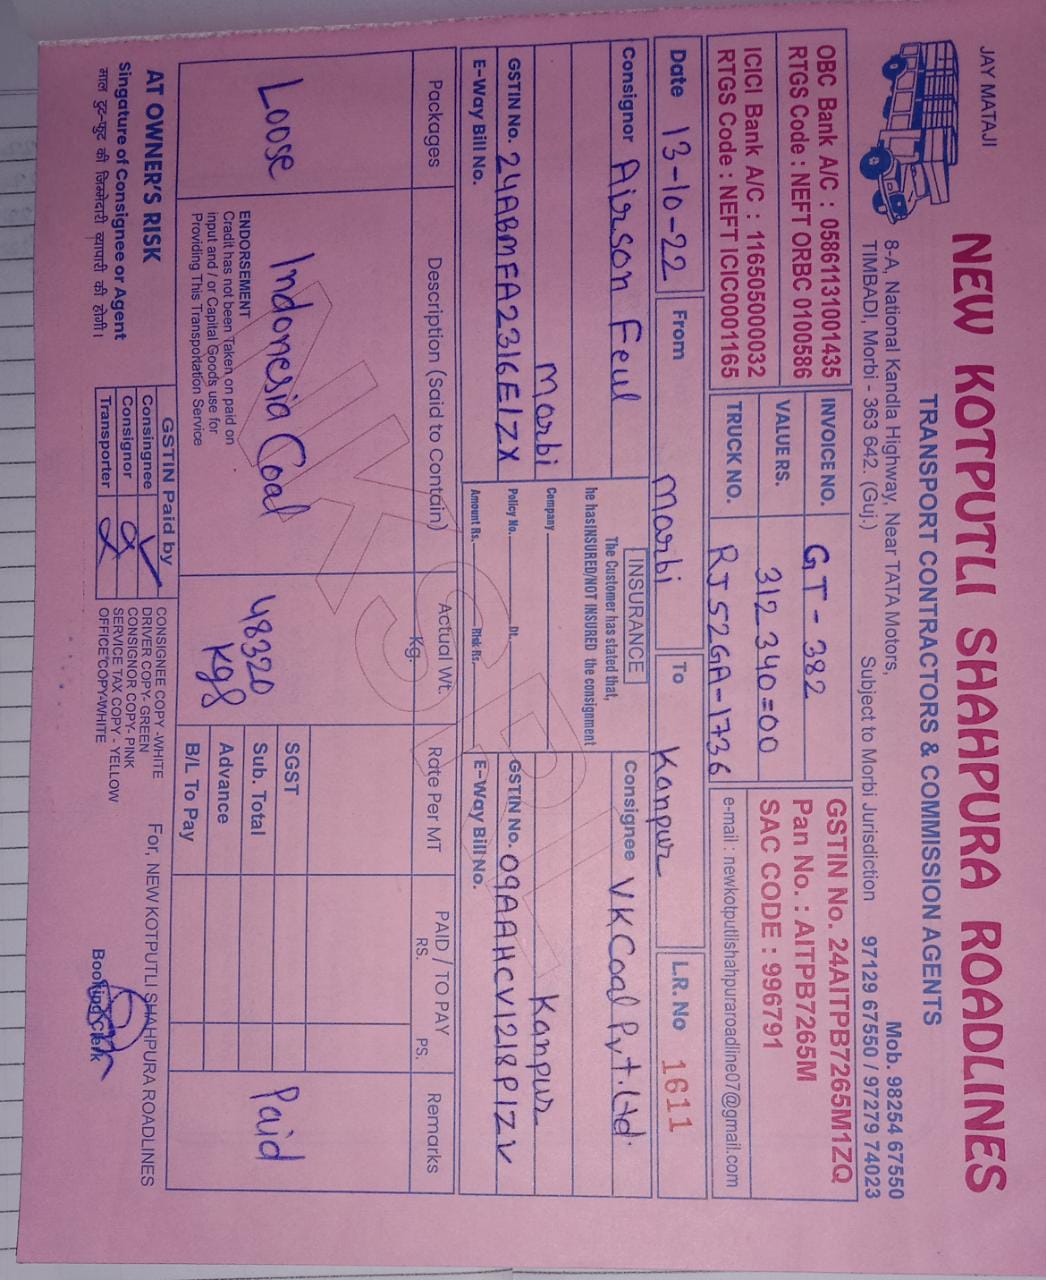 JAY MATAJI
NEW KOTPUTLI SHAHPURA ROADLINES
TRANSPORT CONTRACTORS & COMMISSION AGENTS
8-A, National Kandla Highway, Near TATA Motors,
TIMBADI, Morbi - 363 642. (Guj.)
Subject to Morbi Jurisdiction
Mob. 98254 67550
97129 67550 / 97279 74023
OBC Bank A/C : 05861131001435
RTGS Code : NEFT ORBC 0100586
ICICI Bank A/C : 116505000032
RTGS Code : NEFT ICIC0001165
INVOICE NO. GT-382
VALUE RS. 312340=00
TRUCK NO. RJ52GA-1736
GSTIN No. 24AITPB7265M1ZQ
Pan No. : AITPB7265M
SAC CODE : 996791
e-mail : newkotputlishahpuraroadline07@gmail.com
Date 13-10-22 From Morbi To Kanpur L.R. No 1611
Consignor Airson Feul
Morbi
GSTIN No. 24ABMFA2316E1ZX
E-Way Bill No.
INSURANCE
The Customer has stated that,
he has INSURED/NOT INSURED the consignment
Company
Policy No. Dt.
Amount Rs. Risk Rs.
Consignee VKCoal Pvt.ltd.
Kanpur
GSTIN No. 09AAHCV1218P1ZV
E-Way Bill No.
Packages Description (Said to Contain) Actual Wt. Kg. Rate Per MT PAID / TO PAY RS. PS. Remarks
Loose Indonesia Coal 48320 Kgs Paid
NKSRL
SGST
Sub. Total
Advance
B/L To Pay
ENDORSEMENT
Cradit has not been Taken on paid on
input and / or Capital Goods use for
Providing This Transportation Service
AT OWNER'S RISK
Singature of Consignee or Agent
माल टुट-फुट की जिम्मेदारी व्यापारी की होगी।
GSTIN Paid by
Consingnee
Consignor
Transporter
CONSIGNEE COPY -WHITE
DRIVER COPY- GREEN
CONSIGNOR COPY- PINK
SERVICE TAX COPY - YELLOW
OFFICE COPY-WHITE
For, NEW KOTPUTLI SHAHPURA ROADLINES
Booking Clerk